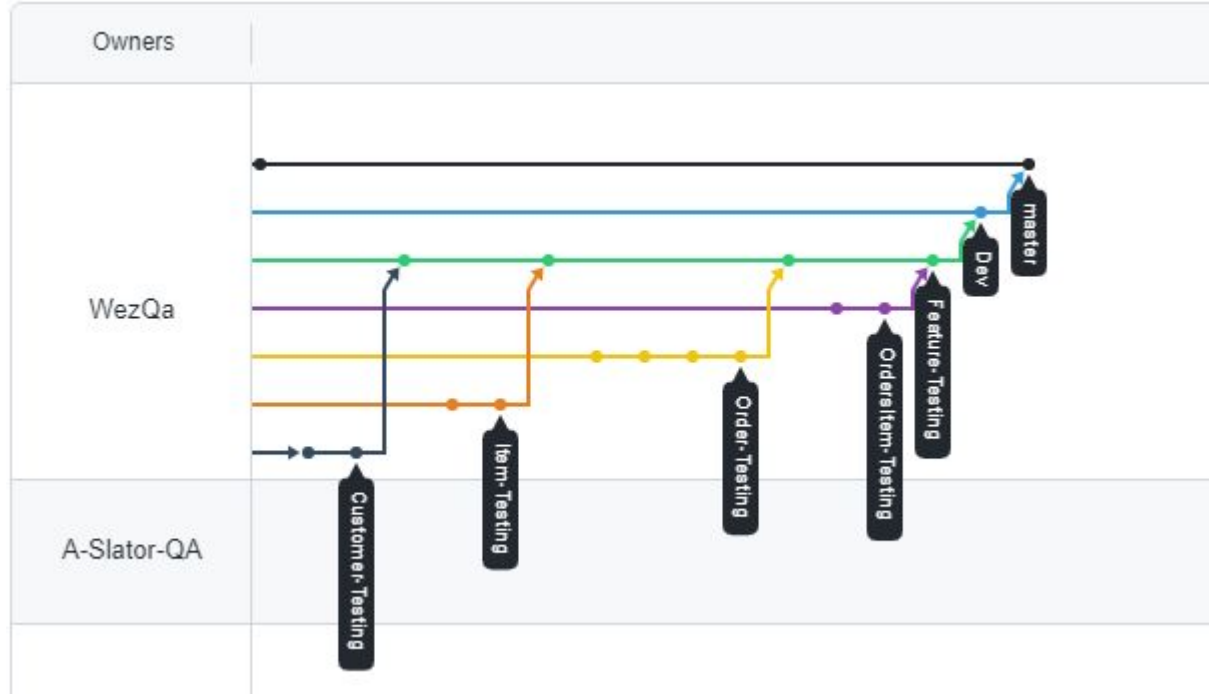 Owners
WezQa
master
Dev
Feature-Testing
OrdersItem-Testing
Order-Testing
Item-Testing
Customer-Testing
A-Slator-QA